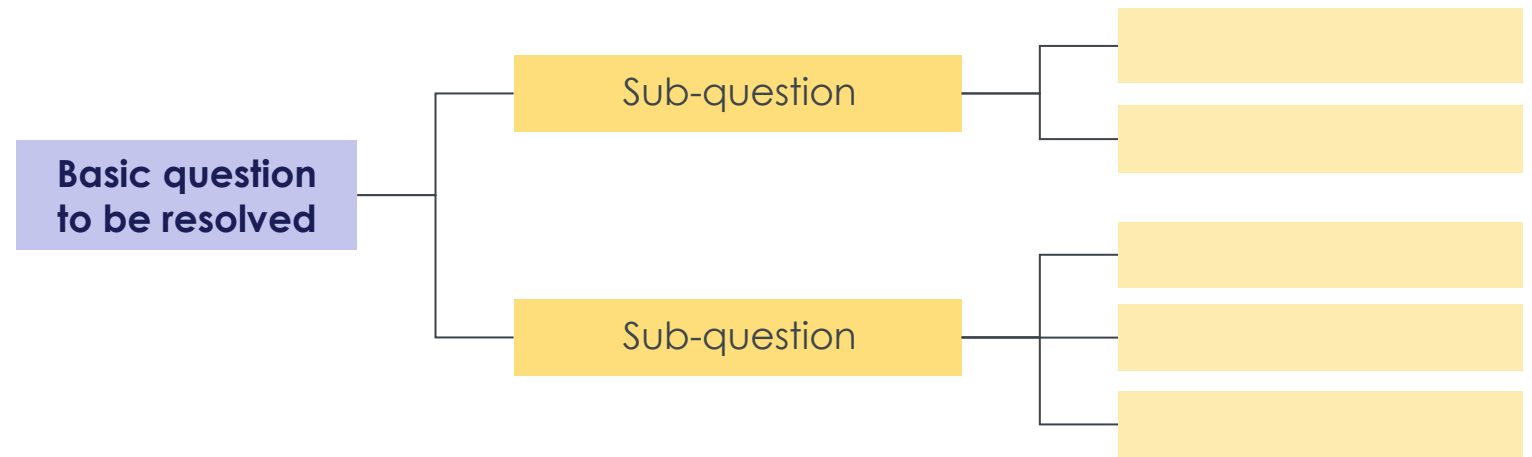 Sub-question
Basic question
to be resolved
Sub-question